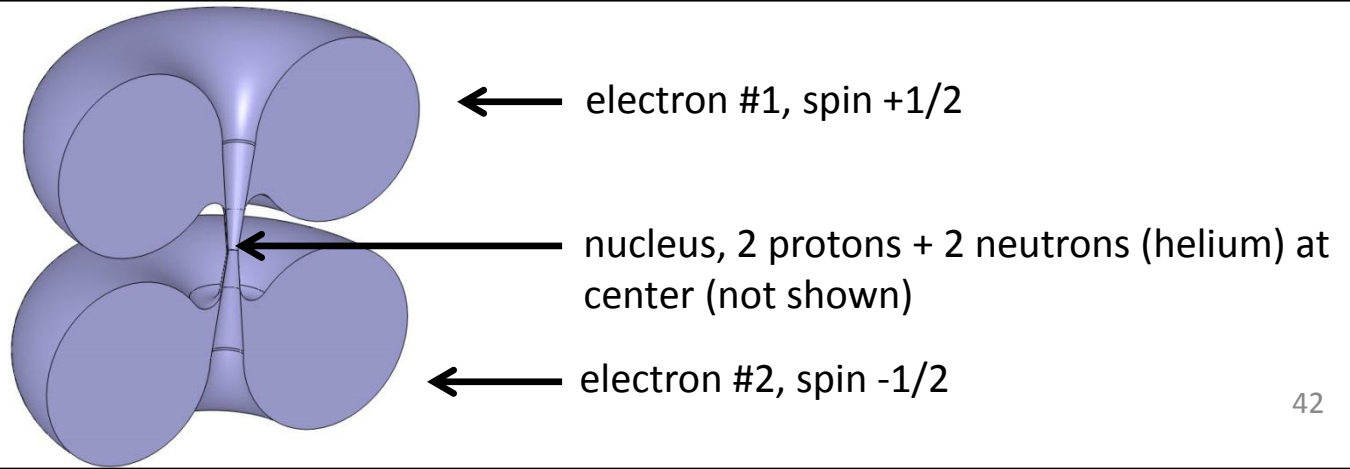 electron #1, spin +1/2
nucleus, 2 protons + 2 neutrons (helium) at
center (not shown)
electron #2, spin -1/2
42